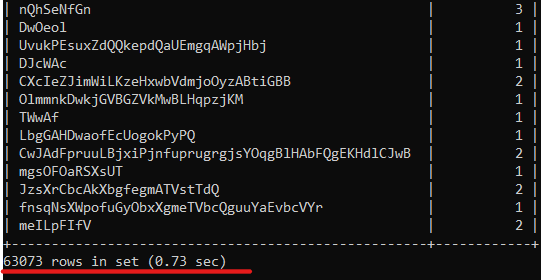 | nQhSeNfGn | 3 |
| DwOeol | 1 |
| UvukPEsuxZdQQkepdQaUEmgqAWpjHbj | 1 |
| DJcWAc | 1 |
| CXcIeZJimWiLKzeHxwbVdmjoOyzABtiGBB | 2 |
| OlmmnkDwkjGVBGZVkMwBLHqpzjKM | 1 |
| TWwAf | 1 |
| LbgGAHDwaofEcUogokPyPQ | 1 |
| CwJAdFpruuLBjxiPjnfuprugrgjsYOqgBlHAbFQgEKHdlCJwB | 2 |
| mgsOFOaRSXsUT | 1 |
| JzsXrCbcAkXbgfegmATVstTdQ | 2 |
| fnsqNsXWpofuGyObxXgmeTVbcQguuYaEvbcVYr | 1 |
| meILpFIfV | 2 |
+---------------------------------------------------+-----------+
63073 rows in set (0.73 sec)